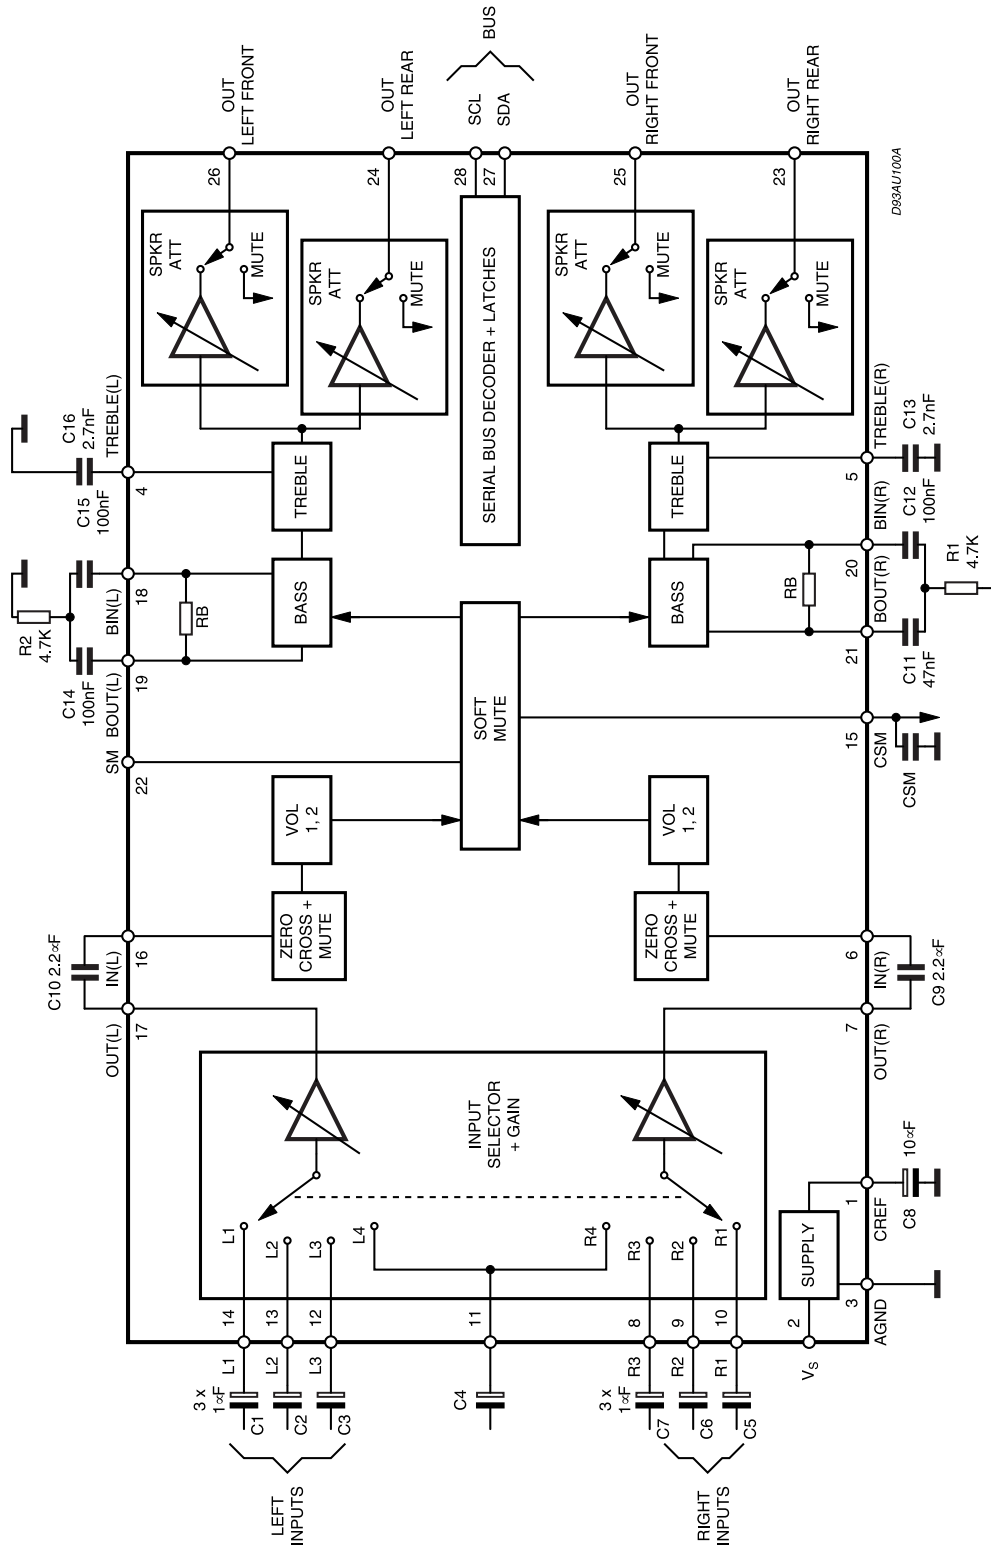 BUS
OUT
LEFT FRONT
OUT
LEFT REAR
SCL
SDA
OUT
RIGHT FRONT
OUT
RIGHT REAR
26
24
28
27
25
23
D93AU100A
SPKR
ATT
MUTE
SPKR
ATT
MUTE
SPKR
ATT
MUTE
SPKR
ATT
MUTE
SERIAL BUS DECODER + LATCHES
C16
2.7nF
TREBLE(L)
4
TREBLE
TREBLE
5
TREBLE(R)
C13
2.7nF
C15
100nF
R2
4.7K
BIN(L)
18
RB
BASS
BASS
RB
20
BIN(R)
C12
100nF
R1
4.7K
C14
100nF
BOUT(L)
19
21
BOUT(R)
C11
47nF
SM
22
SOFT
MUTE
15
CSM
CSM
VOL
1, 2
VOL
1, 2
C10 2.2∝F
IN(L)
16
ZERO
CROSS +
MUTE
ZERO
CROSS +
MUTE
6
IN(R)
C9 2.2∝F
OUT(L)
17
7
OUT(R)
INPUT
SELECTOR
+ GAIN
L1
L2
L3
L4
R4
R3
R2
R1
SUPPLY
1
CREF
C8
10∝F
3
AGND
14
13
12
11
8
9
10
2
VS
L1
L2
L3
R3
R2
R1
3 x
1∝F
C1
C2
C3
C4
3 x
1∝F
C7
C6
C5
LEFT
INPUTS
RIGHT
INPUTS